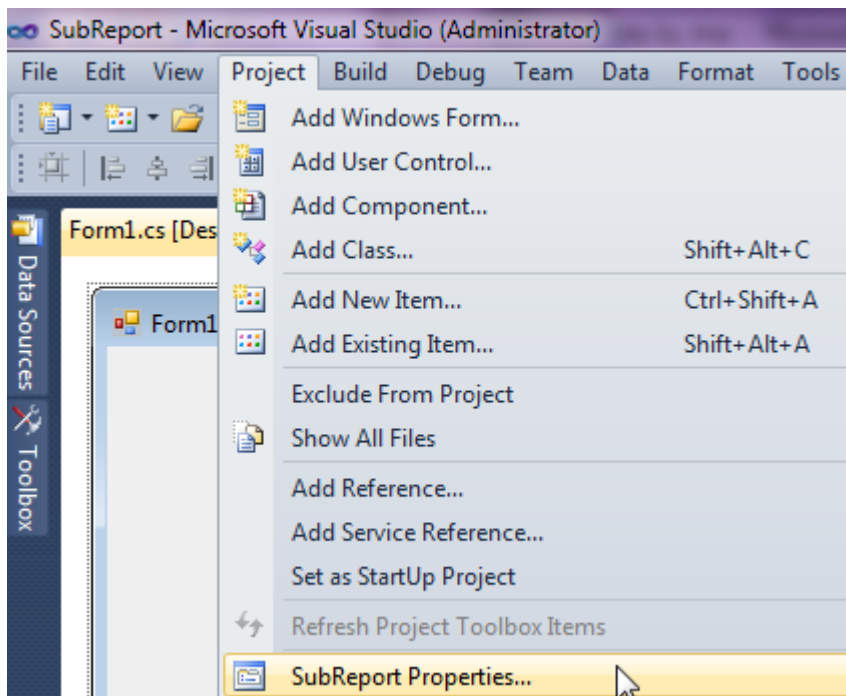 SubReport - Microsoft Visual Studio (Administrator)
File Edit View Project Build Debug Team Data Format Tools
Add Windows Form...
Add User Control...
Add Component...
Form1.cs [Des
Add Class... Shift+Alt+C
Data Sources
Add New Item... Ctrl+Shift+A
Form1
Add Existing Item... Shift+Alt+A
Exclude From Project
Toolbox
Show All Files
Add Reference...
Add Service Reference...
Set as StartUp Project
Refresh Project Toolbox Items
SubReport Properties...